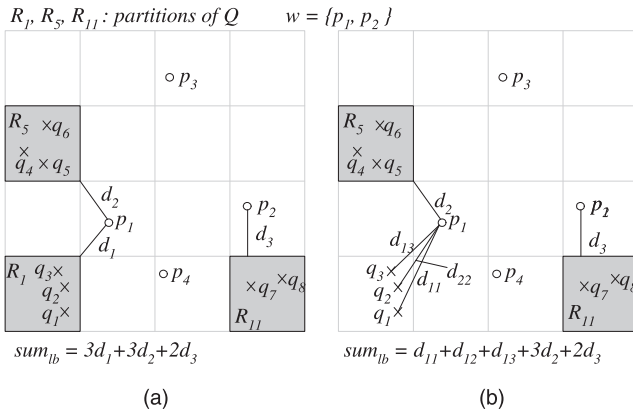 R1, R5, R11 : partitions of Q w = {p1, p2 }
p3
R5 q6
q4 q5
d2
p1
d1
p2
d3
R1 q3
q2
q1
p4
q7 q8
R11
sumlb = 3d1+3d2+2d3
(a)
p3
R5 q6
q4 q5
d2
p1
d13
d3
q3
q2
q1
d11 d22
p4
q7 q8
R11
sumlb = d11+d12+d13+3d2+2d3
(b)